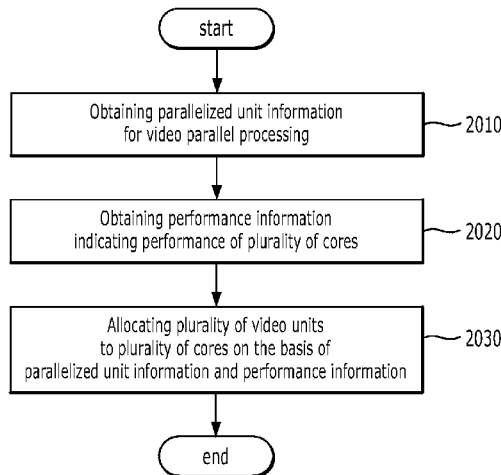 start
Obtaining parallelized unit information
for video parallel processing
2010
Obtaining performance information
indicating performance of plurality of cores
2020
Allocating plurality of video units
to plurality of cores on the basis of
parallelized unit information and performance information
2030
end